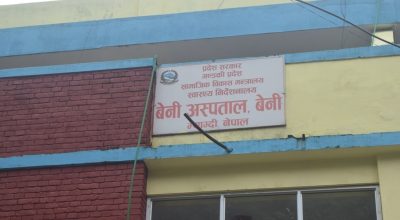 प्रदेश सरकार
गण्डकी प्रदेश
सामाजिक विकास मन्त्रालय
स्वास्थ्य निर्देशनालय
बेनी अस्पताल, बेनी
म्याग्दी नेपाल